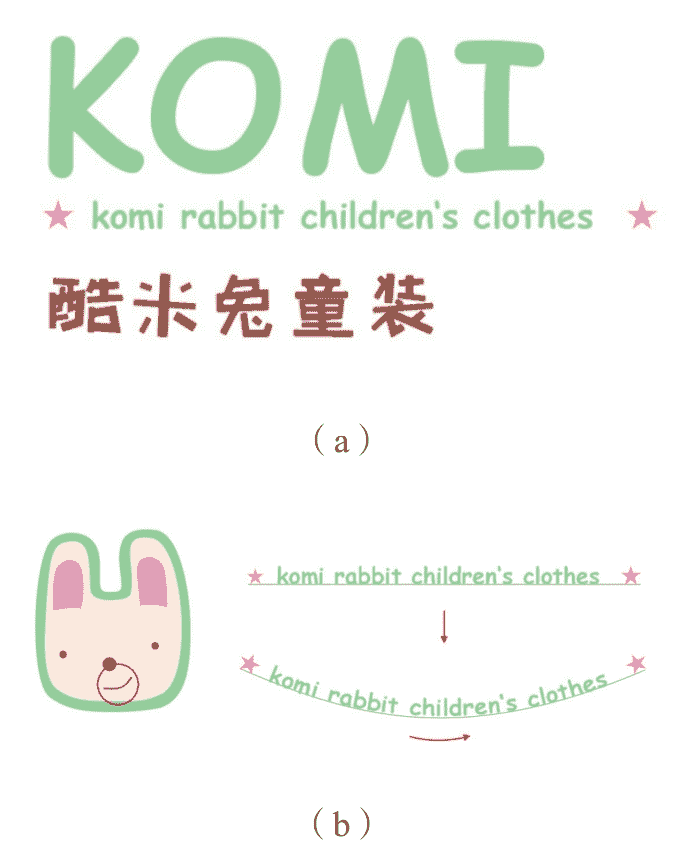 KOMI
★ komi rabbit children's clothes ★
酷米兔童装
(a)
★ komi rabbit children's clothes ★
★ komi rabbit children's clothes ★
(b)